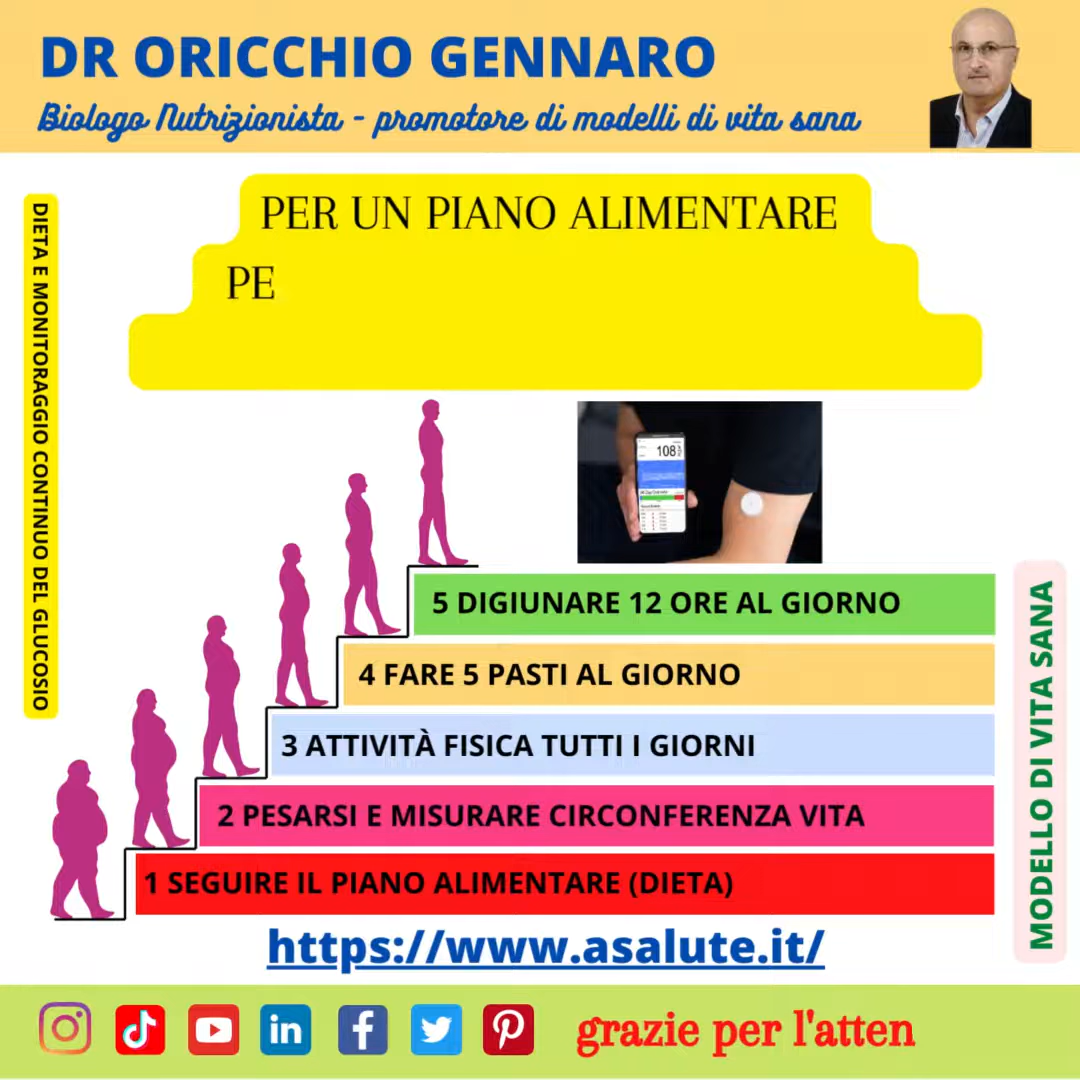 DR ORICCHIO GENNARO
Biologo Nutrizionista - promotore di modelli di vita sana
DIETA E MONITORAGGIO CONTINUO DEL GLUCOSIO
PER UN PIANO ALIMENTARE
PE
108
5 DIGIUNARE 12 ORE AL GIORNO
4 FARE 5 PASTI AL GIORNO
3 ATTIVITÀ FISICA TUTTI I GIORNI
2 PESARSI E MISURARE CIRCONFERENZA VITA
1 SEGUIRE IL PIANO ALIMENTARE (DIETA)
MODELLO DI VITA SANA
https://www.asalute.it/
in
grazie per l'atten